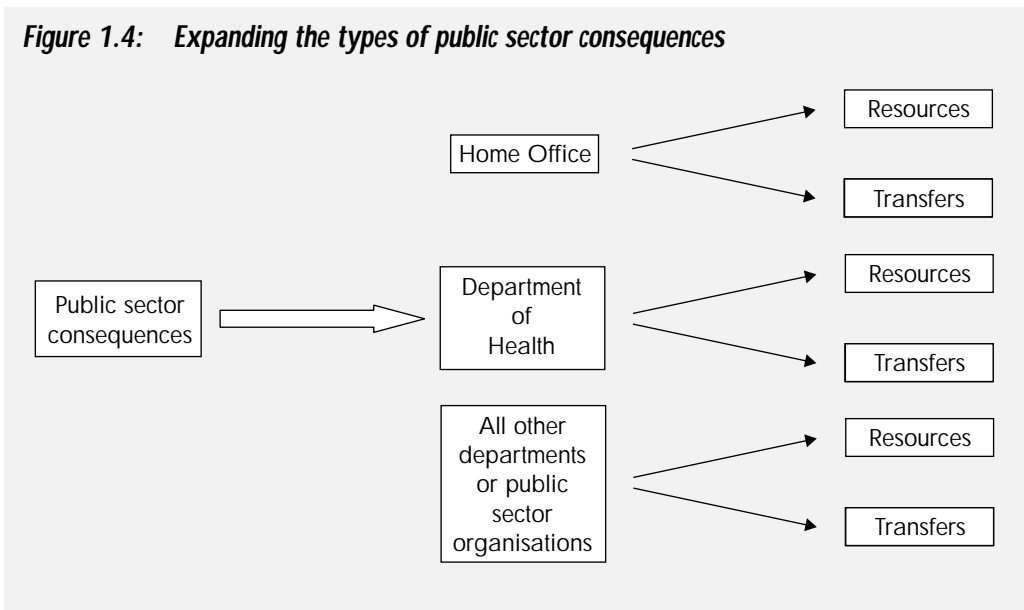 Figure 1.4: Expanding the types of public sector consequences
Home Office
Resources
Transfers
Public sector
consequences
Department
of
Health
Resources
Transfers
All other
departments
or public
sector
organisations
Resources
Transfers